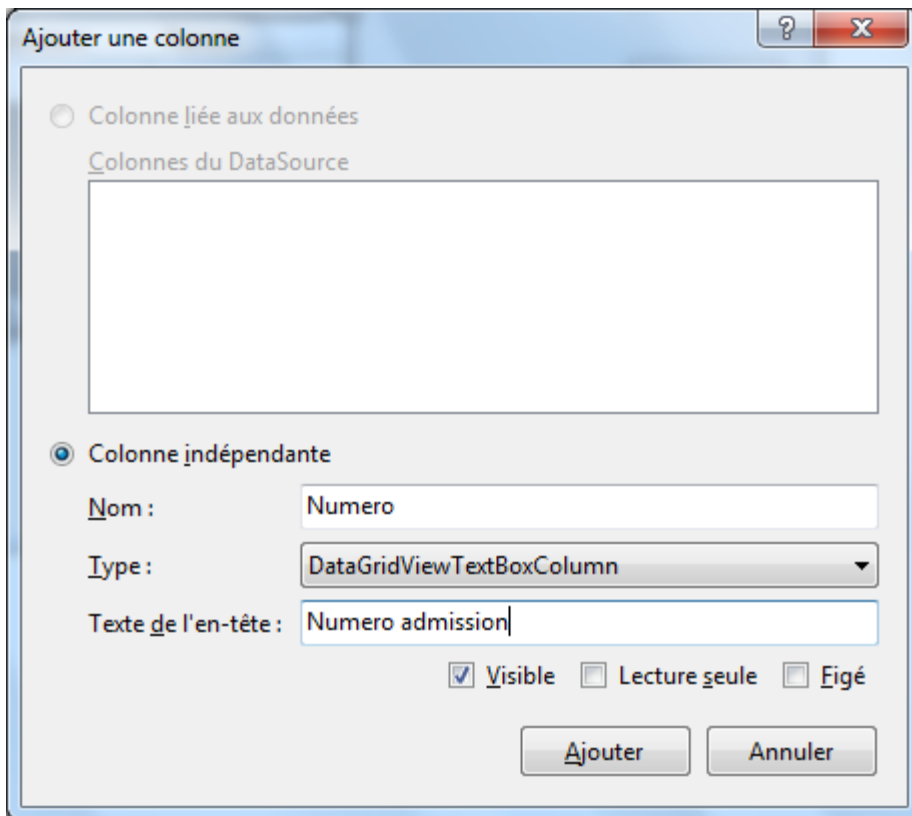 Ajouter une colonne
Colonne liée aux données
Colonnes du DataSource
Colonne indépendante
Nom : Numero
Type : DataGridViewTextBoxColumn
Texte de l'en-tête : Numero admission
Visible Lecture seule Figé
Ajouter Annuler